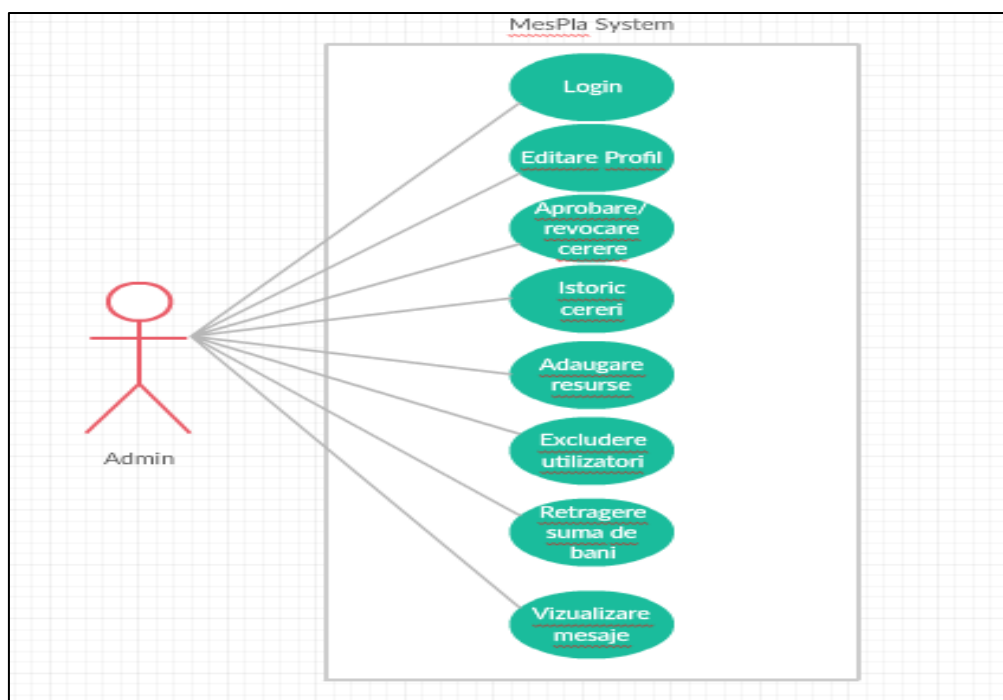 MesPla System
Login
Editare Profil
Aprobare/
revocare
cerere
Istoric
cereri
Adaugare
resurse
Excludere
utilizatori
Retragere
suma de
bani
Vizualizare
mesaje
Admin